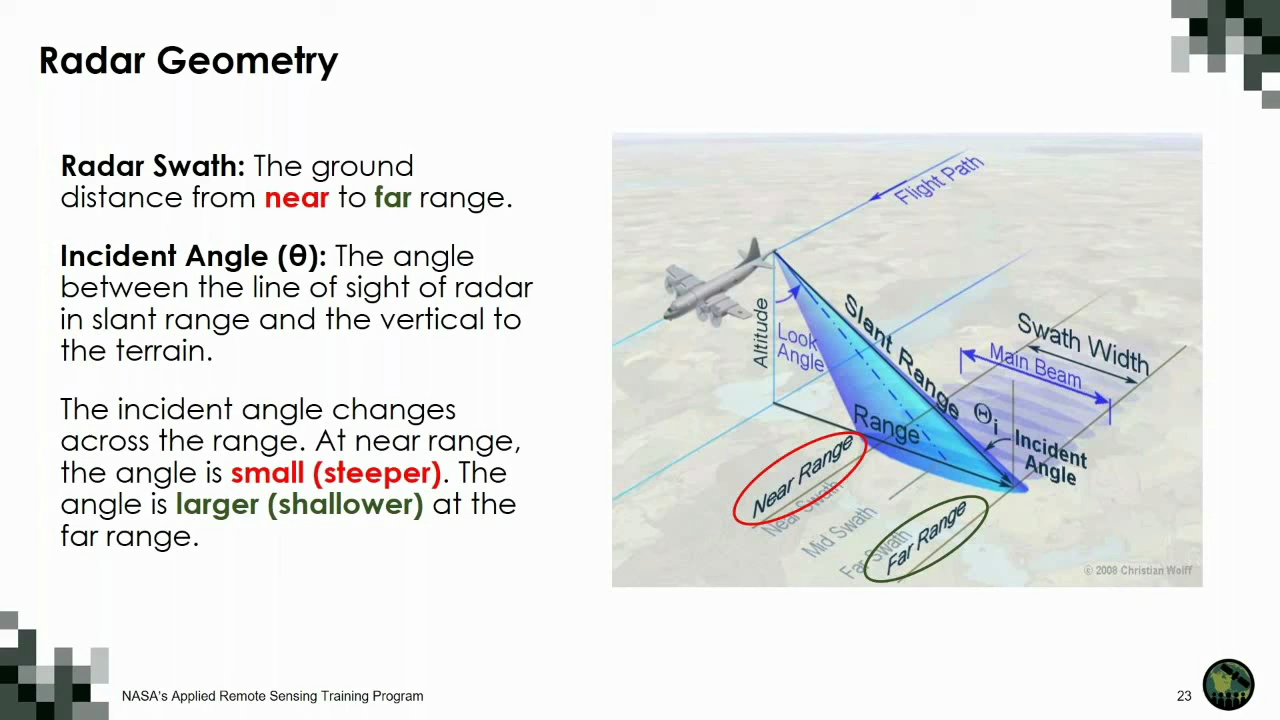 Radar Geometry
Radar Swath: The ground
distance from near to far range.
Incident Angle (θ): The angle
between the line of sight of radar
in slant range and the vertical to
the terrain.
The incident angle changes
across the range. At near range,
the angle is small (steeper). The
angle is larger (shallower) at the
far range.
Flight Path
Altitude
Look
Angle
Slant Range
Swath Width
Main Beam
Range
Θi
Incident
Angle
Near Range
Near Swath
Mid Swath
Far Swath
Far Range
© 2008 Christian Wolff
NASA's Applied Remote Sensing Training Program
23